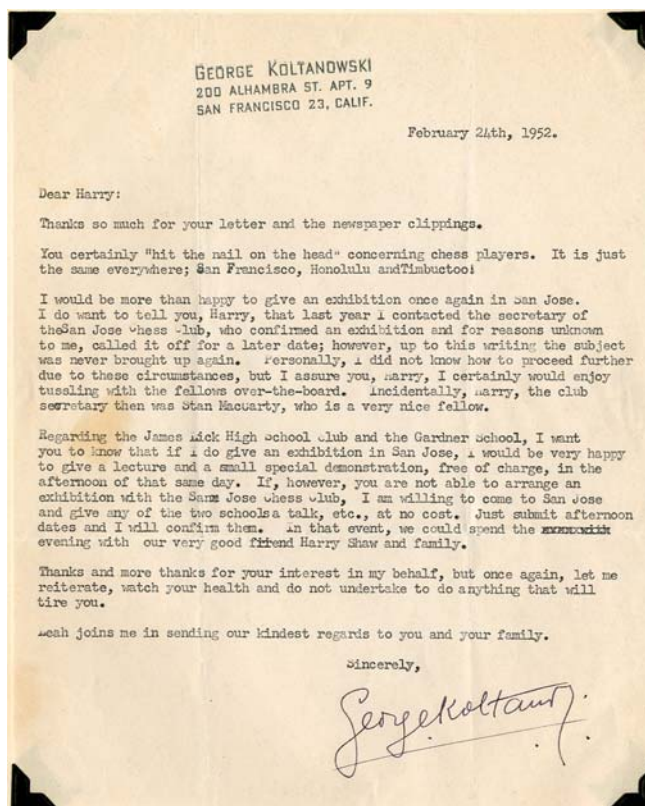 GEORGE KOLTANOWSKI
200 ALHAMBRA ST. APT. 9
SAN FRANCISCO 23, CALIF.
February 24th, 1952.
Dear Harry:
Thanks so much for your letter and the newspaper clippings.
You certainly "hit the nail on the head" concerning chess players. It is just
the same everywhere; San Francisco, Honolulu andTimbuctoo!
I would be more than happy to give an exhibition once again in San Jose.
I do want to tell you, Harry, that last year I contacted the secretary of
theSan Jose Chess Club, who confirmed an exhibition and for reasons unknown
to me, called it off for a later date; however, up to this writing the subject
was never brought up again. Personally, I did not know how to proceed further
due to these circumstances, but I assure you, Harry, I certainly would enjoy
tussling with the fellows over-the-board. Incidentally, Harry, the club
secretary then was Stan MacUarty, who is a very nice fellow.
Regarding the James Lick High School Club and the Gardner School, I want
you to know that if I do give an exhibition in San Jose, I would be very happy
to give a lecture and a small special demonstration, free of charge, in the
afternoon of that same day. If, however, you are not able to arrange an
exhibition with the San Jose Chess Club, I am willing to come to San Jose
and give any of the two schools a talk, etc., at no cost. Just submit afternoon
dates and I will confirm them. In that event, we could spend the
evening with our very good friend Harry Shaw and family.
Thanks and more thanks for your interest in my behalf, but once again, let me
reiterate, watch your health and do not undertake to do anything that will
tire you.
Leah joins me in sending our kindest regards to you and your family.
Sincerely,
George Koltanowski